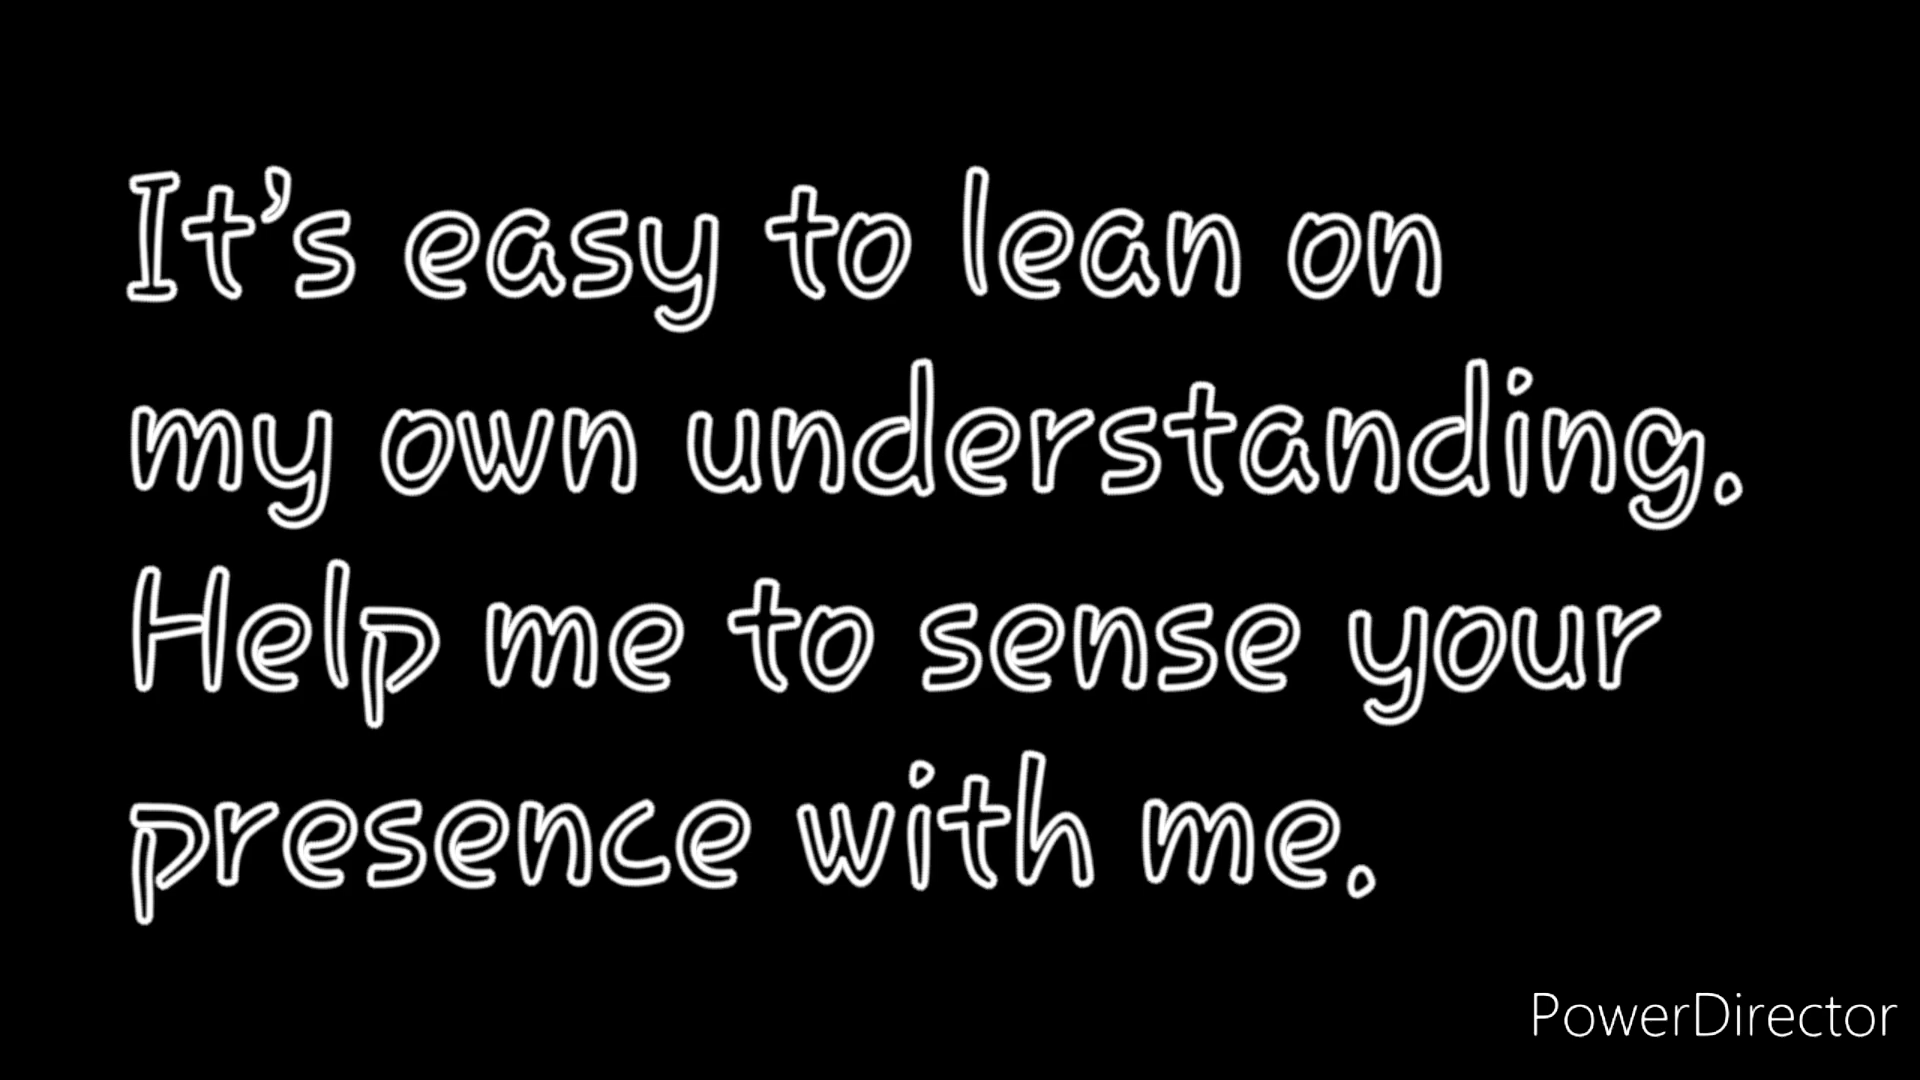 It’s easy to lean on
my own understanding.
Help me to sense your
presence with me.
PowerDirector